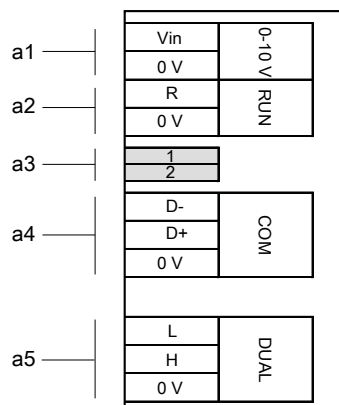 a1
Vin
0 V
0-10 V
a2
R
0 V
RUN
a3
1
2
a4
D-
D+
0 V
COM
a5
L
H
0 V
DUAL